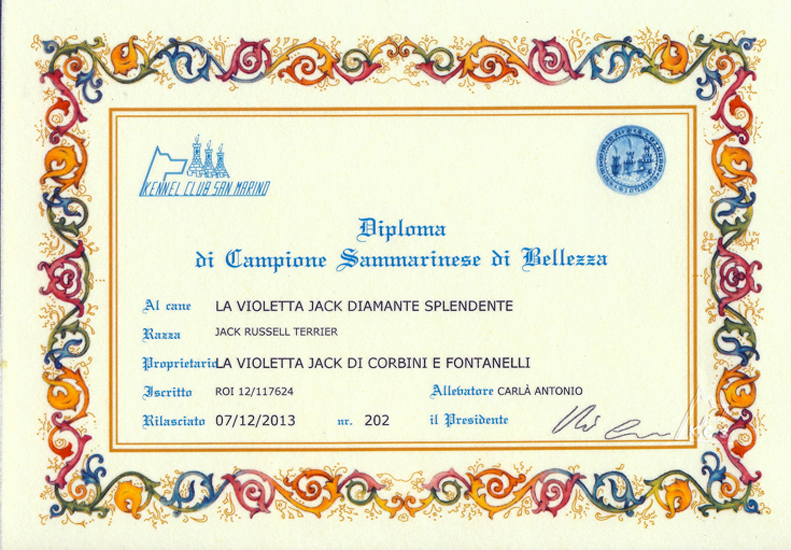 KENNEL CLUB SAN MARINO
Diploma
di Campione Sammarinese di Bellezza
Al cane LA VIOLETTA JACK DIAMANTE SPLENDENTE
Razza JACK RUSSELL TERRIER
Proprietario LA VIOLETTA JACK DI CORBINI E FONTANELLI
Iscritto ROI 12/117624 Allevatore CARLÀ ANTONIO
Rilasciato 07/12/2013 nr. 202 il Presidente